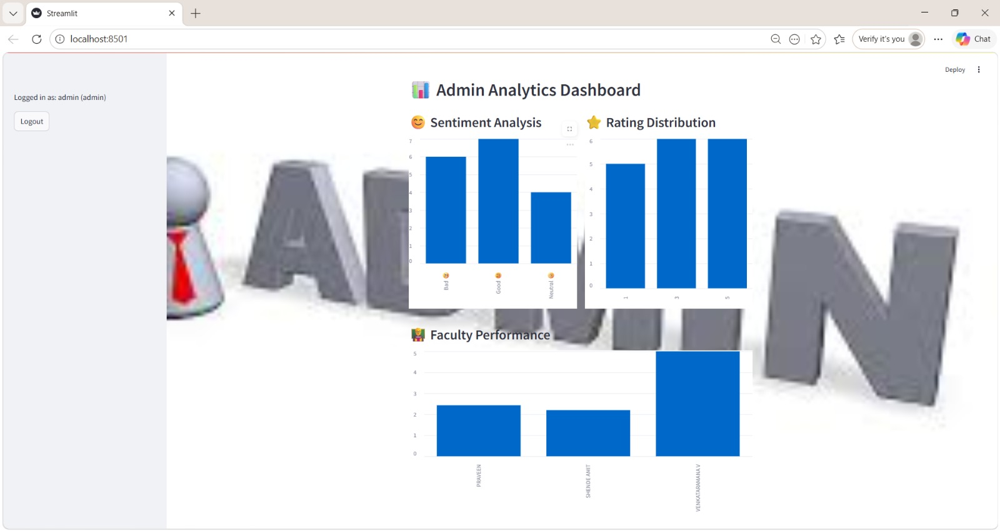 Streamlit
localhost:8501
Verify it's you
Chat
Deploy
Logged in as: admin (admin)
Logout
📊 Admin Analytics Dashboard
😊 Sentiment Analysis
7
6
5
4
3
2
1
0
Bad
Good
Neutral
⭐ Rating Distribution
6
5
4
3
2
1
0
1
3
5
👩‍🏫 Faculty Performance
5
4
3
2
1
0
PRAVEEN
SHENDE AMIT
VENKATARAMANA V
ADMIN